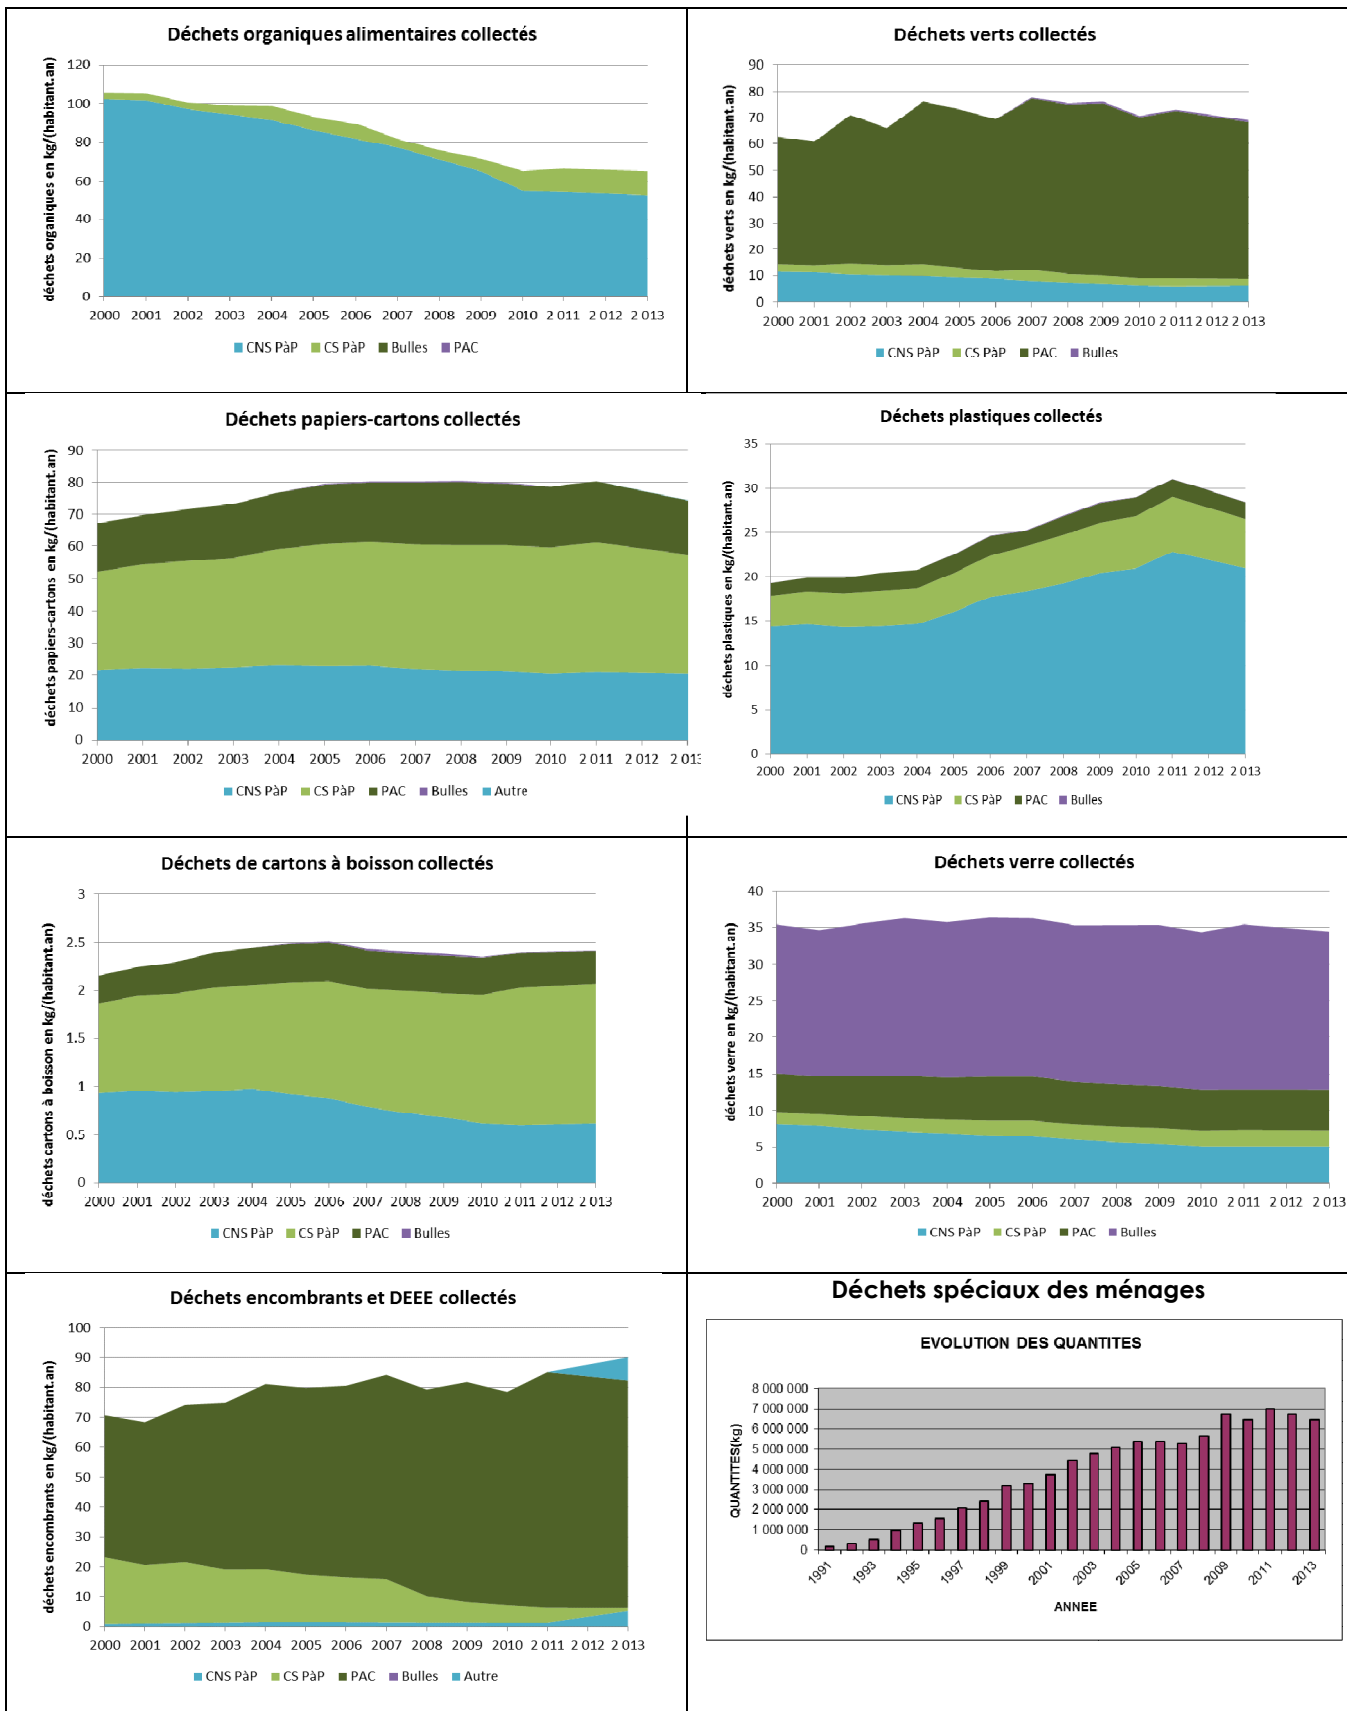 Déchets organiques alimentaires collectés
déchets organiques en kg/(habitant.an)
120
100
80
60
40
20
0
2000 2001 2002 2003 2004 2005 2006 2007 2008 2009 2010 2 011 2 012 2 013
CNS PàP CS PàP Bulles PAC
Déchets verts collectés
déchets verts en kg/(habitant.an)
90
80
70
60
50
40
30
20
10
0
2000 2001 2002 2003 2004 2005 2006 2007 2008 2009 2010 2 011 2 012 2 013
CNS PàP CS PàP PAC Bulles
Déchets papiers-cartons collectés
déchets papiers-cartons en kg/(habitant.an)
90
80
70
60
50
40
30
20
10
0
2000 2001 2002 2003 2004 2005 2006 2007 2008 2009 2010 2 011 2 012 2 013
CNS PàP CS PàP PAC Bulles Autre
Déchets plastiques collectés
déchets plastiques en kg/(habitant.an)
35
30
25
20
15
10
5
0
2000 2001 2002 2003 2004 2005 2006 2007 2008 2009 2010 2 011 2 012 2 013
CNS PàP CS PàP PAC Bulles
Déchets de cartons à boisson collectés
déchets cartons à boisson en kg/(habitant.an)
3
2.5
2
1.5
1
0.5
0
2000 2001 2002 2003 2004 2005 2006 2007 2008 2009 2010 2 011 2 012 2 013
CNS PàP CS PàP PAC Bulles
Déchets verre collectés
déchets verre en kg/(habitant.an)
40
35
30
25
20
15
10
5
0
2000 2001 2002 2003 2004 2005 2006 2007 2008 2009 2010 2 011 2 012 2 013
CNS PàP CS PàP PAC Bulles
Déchets encombrants et DEEE collectés
déchets encombrants en kg/(habitant.an)
100
90
80
70
60
50
40
30
20
10
0
2000 2001 2002 2003 2004 2005 2006 2007 2008 2009 2010 2 011 2 012 2 013
CNS PàP CS PàP PAC Bulles Autre
Déchets spéciaux des ménages
EVOLUTION DES QUANTITES
QUANTITES(kg)
8 000 000
7 000 000
6 000 000
5 000 000
4 000 000
3 000 000
2 000 000
1 000 000
0
1991 1993 1995 1997 1999 2001 2003 2005 2007 2009 2011 2013
ANNEE